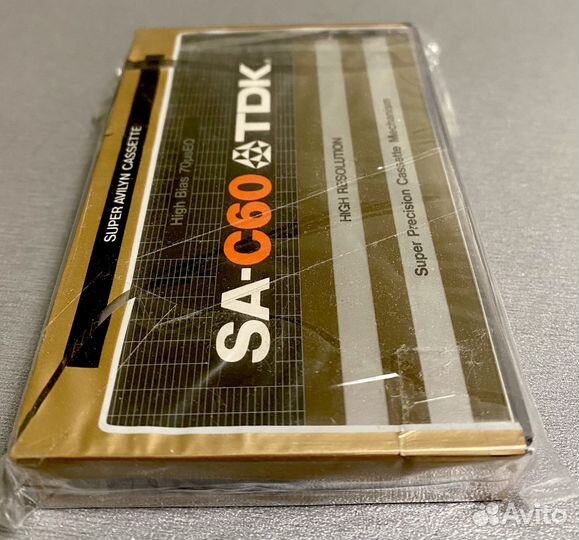 SUPER AVILYN CASSETTE
High Bias 70μsEQ
SA-C60 TDK
HIGH RESOLUTION
Super Precision Cassette Mechanism
Avito